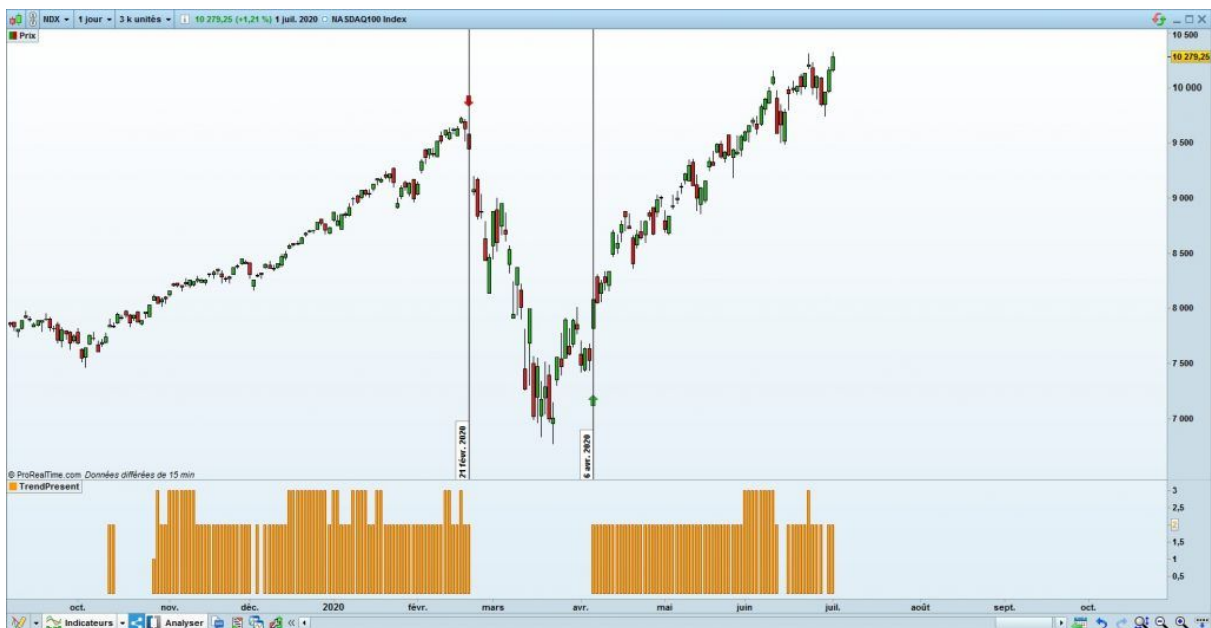 NDX 1 jour 3 k unités 10 279,25 (+1,21 %) 1 juil. 2020 NASDAQ100 Index
Prix
10 500
10 279,25
10 000
9 500
9 000
8 500
8 000
7 500
7 000
21 févr. 2020
6 avr. 2020
© ProRealTime.com Données différées de 15 min
TrendPresent
3
2,5
2
1,5
1
0,5
oct. nov. déc. 2020 févr. mars avr. mai juin juil. août sept. oct.
Indicateurs Analyser